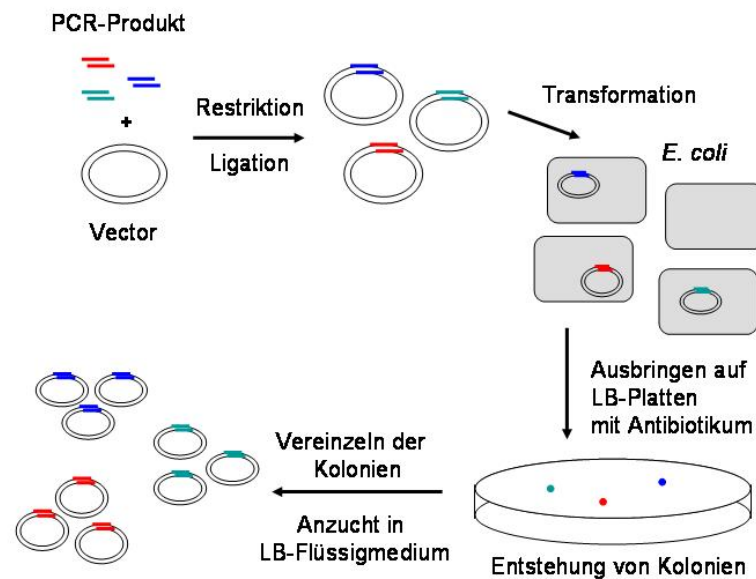 PCR-Produkt
+
Vector
Restriktion
Ligation
Transformation
E. coli
Ausbringen auf
LB-Platten
mit Antibiotikum
Entstehung von Kolonien
Vereinzeln der
Kolonien
Anzucht in
LB-Flüssigmedium